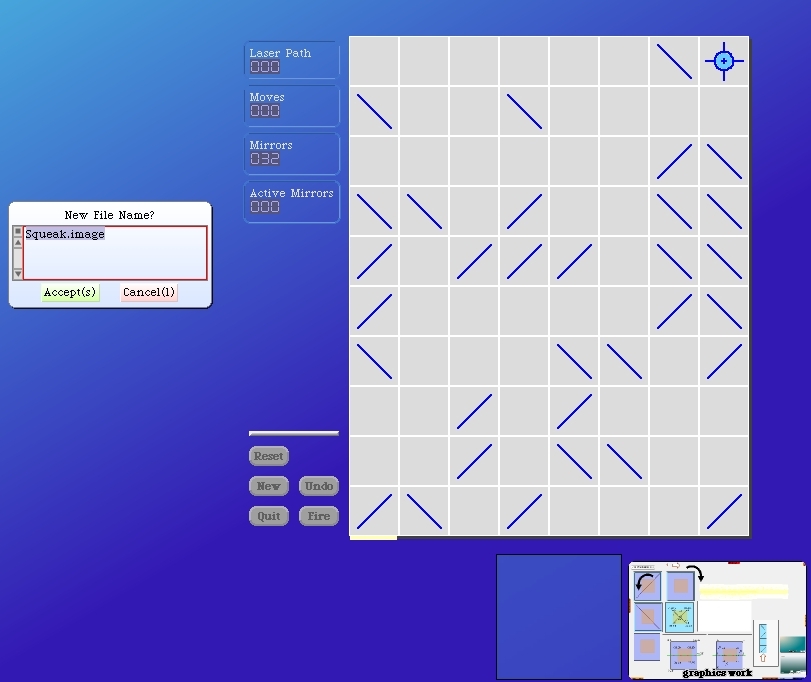 Laser Path
000
Moves
000
Mirrors
032
Active Mirrors
000
New File Name?
Squeak.image
Accept(s)
Cancel(l)
Reset
New
Undo
Quit
Fire
graphics work